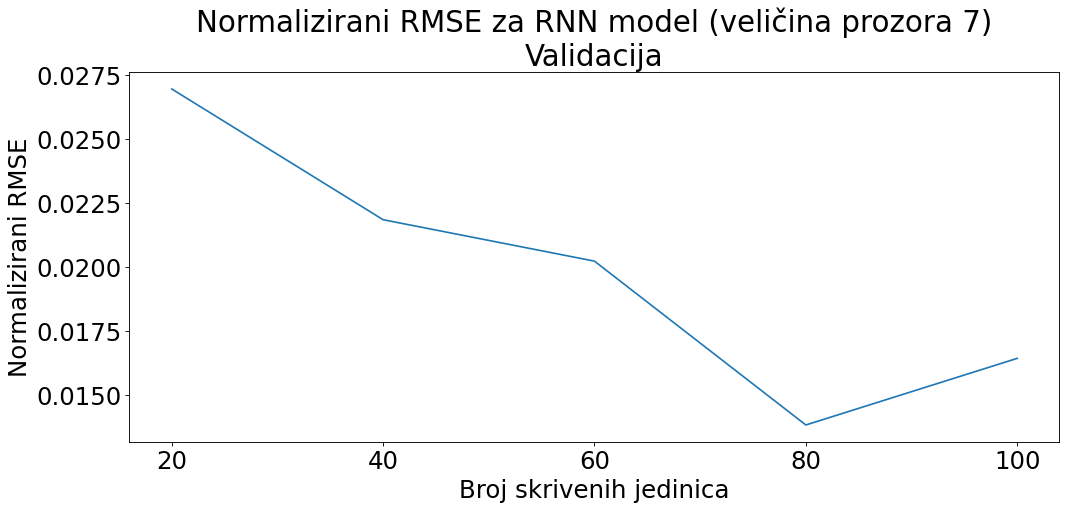 Normalizirani RMSE za RNN model (veličina prozora 7)
Validacija
Normalizirani RMSE
0.0275
0.0250
0.0225
0.0200
0.0175
0.0150
20 40 60 80 100
Broj skrivenih jedinica